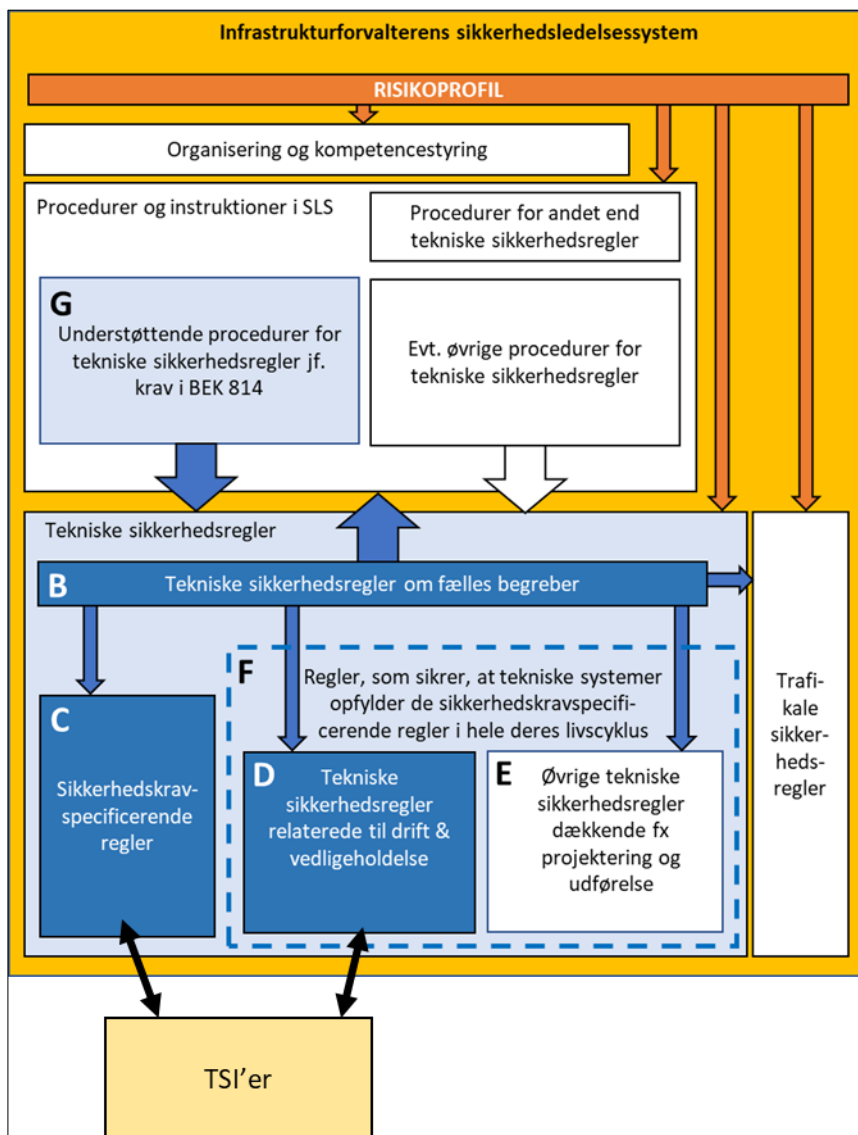 Infrastrukturforvalterens sikkerhedsledelsessystem
RISIKOPROFIL
Organisering og kompetencestyring
Procedurer og instruktioner i SLS
Procedurer for andet end
tekniske sikkerhedsregler
G
Understøttende procedurer for
tekniske sikkerhedsregler jf.
krav i BEK 814
Evt. øvrige procedurer for
tekniske sikkerhedsregler
Tekniske sikkerhedsregler
B
Tekniske sikkerhedsregler om fælles begreber
F
Regler, som sikrer, at tekniske systemer
opfylder de sikkerhedskravspecifi-
cerende regler i hele deres livscyklus
C
Sikkerhedskrav-
specificerende
regler
D
Tekniske
sikkerhedsregler
relaterede til drift &
vedligeholdelse
E
Øvrige tekniske
sikkerhedsregler
dækkende fx
projektering og
udførelse
Trafi-
kale
sikker-
heds-
regler
TSI'er